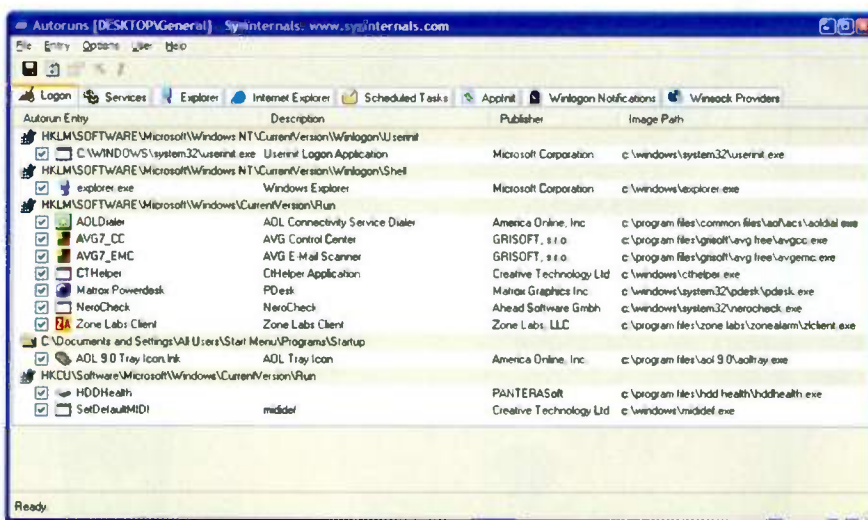 Autoruns [DESKTOP\General] - Sysinternals: www.sysinternals.com
File Entry Options User Help
Logon Services Explorer Internet Explorer Scheduled Tasks AppInit Winlogon Notifications Winsock Providers
Autorun Entry Description Publisher Image Path
HKLM\SOFTWARE\Microsoft\Windows NT\CurrentVersion\Winlogon\Userinit
C:\WINDOWS\system32\userinit.exe Userinit Logon Application Microsoft Corporation c:\windows\system32\userinit.exe
HKLM\SOFTWARE\Microsoft\Windows NT\CurrentVersion\Winlogon\Shell
explorer.exe Windows Explorer Microsoft Corporation c:\windows\explorer.exe
HKLM\SOFTWARE\Microsoft\Windows\CurrentVersion\Run
AOLDialer AOL Connectivity Service Dialer America Online, Inc c:\program files\common files\aol\acs\aoldial.exe
AVG7_CC AVG Control Center GRISOFT, s.r.o. c:\program files\grisoft\avg free\avgcc.exe
AVG7_EMC AVG E-Mail Scanner GRISOFT, s.r.o. c:\program files\grisoft\avg free\avgemc.exe
CTHelper CtHelper Application Creative Technology Ltd c:\windows\cthelper.exe
Matrox Powerdesk PDesk Matrox Graphics Inc. c:\windows\system32\pdesk\pdesk.exe
NeroCheck NeroCheck Ahead Software Gmbh c:\windows\system32\nerocheck.exe
ZA Zone Labs Client Zone Labs Client Zone Labs, LLC c:\program files\zone labs\zonealarm\zlclient.exe
C:\Documents and Settings\All Users\Start Menu\Programs\Startup
AOL 9.0 Tray Icon.lnk AOL Tray Icon America Online, Inc. c:\program files\aol 9.0\aoltray.exe
HKCU\Software\Microsoft\Windows\CurrentVersion\Run
HDDHealth PANTERASoft c:\program files\hdd health\hddhealth.exe
SetDefaultMIDI mididef Creative Technology Ltd c:\windows\mididef.exe
Ready.